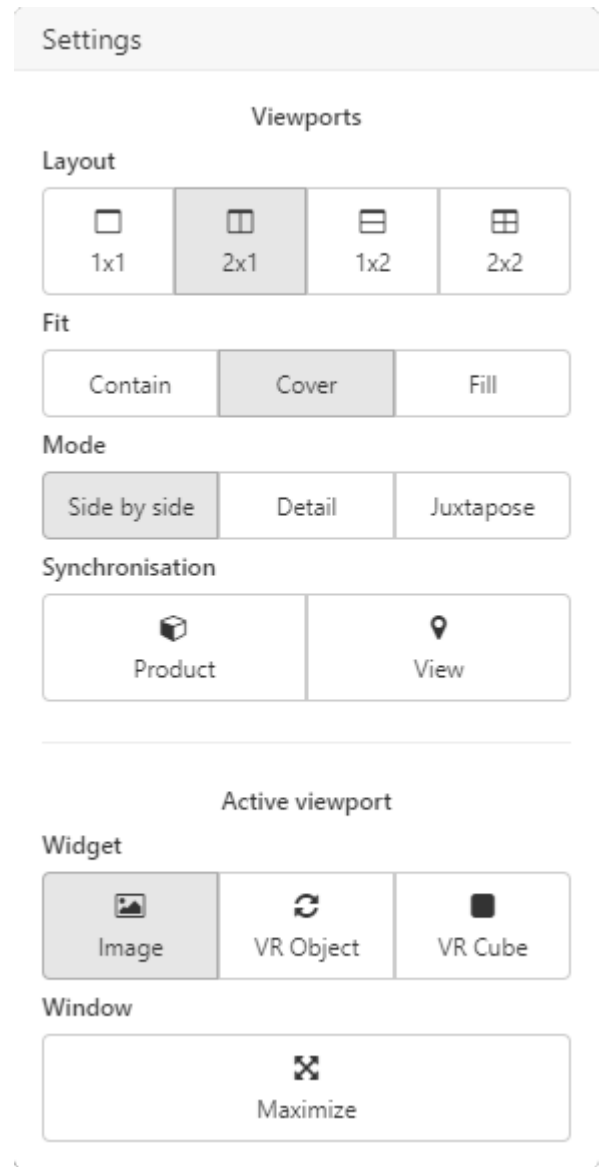 Settings
Viewports
Layout
1x1 2x1 1x2 2x2
Fit
Contain Cover Fill
Mode
Side by side Detail Juxtapose
Synchronisation
Product View
Active viewport
Widget
Image VR Object VR Cube
Window
Maximize